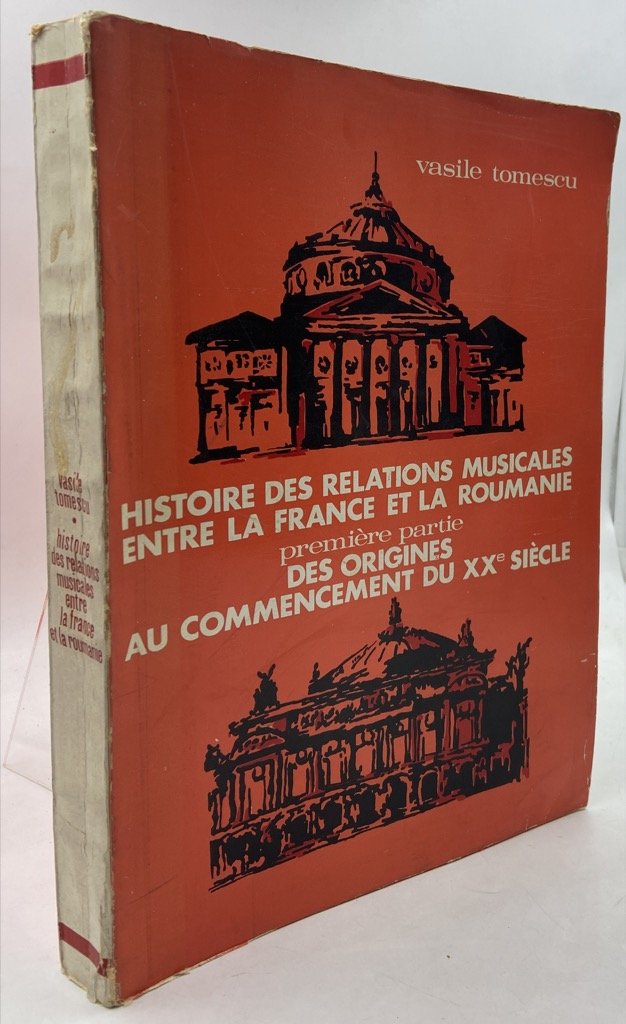 vasile tomescu
HISTOIRE DES RELATIONS MUSICALES
ENTRE LA FRANCE ET LA ROUMANIE
première partie
DES ORIGINES
AU COMMENCEMENT DU XXe SIÈCLE
vasile
tomescu
•
histoire
des relations
musicales
entre
la france
et la roumanie